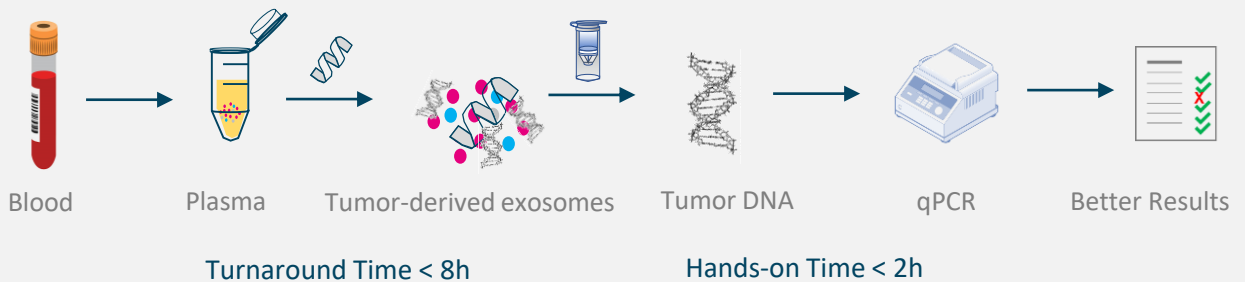 Blood
Plasma
Tumor-derived exosomes
Tumor DNA
qPCR
Better Results
Turnaround Time < 8h
Hands-on Time < 2h